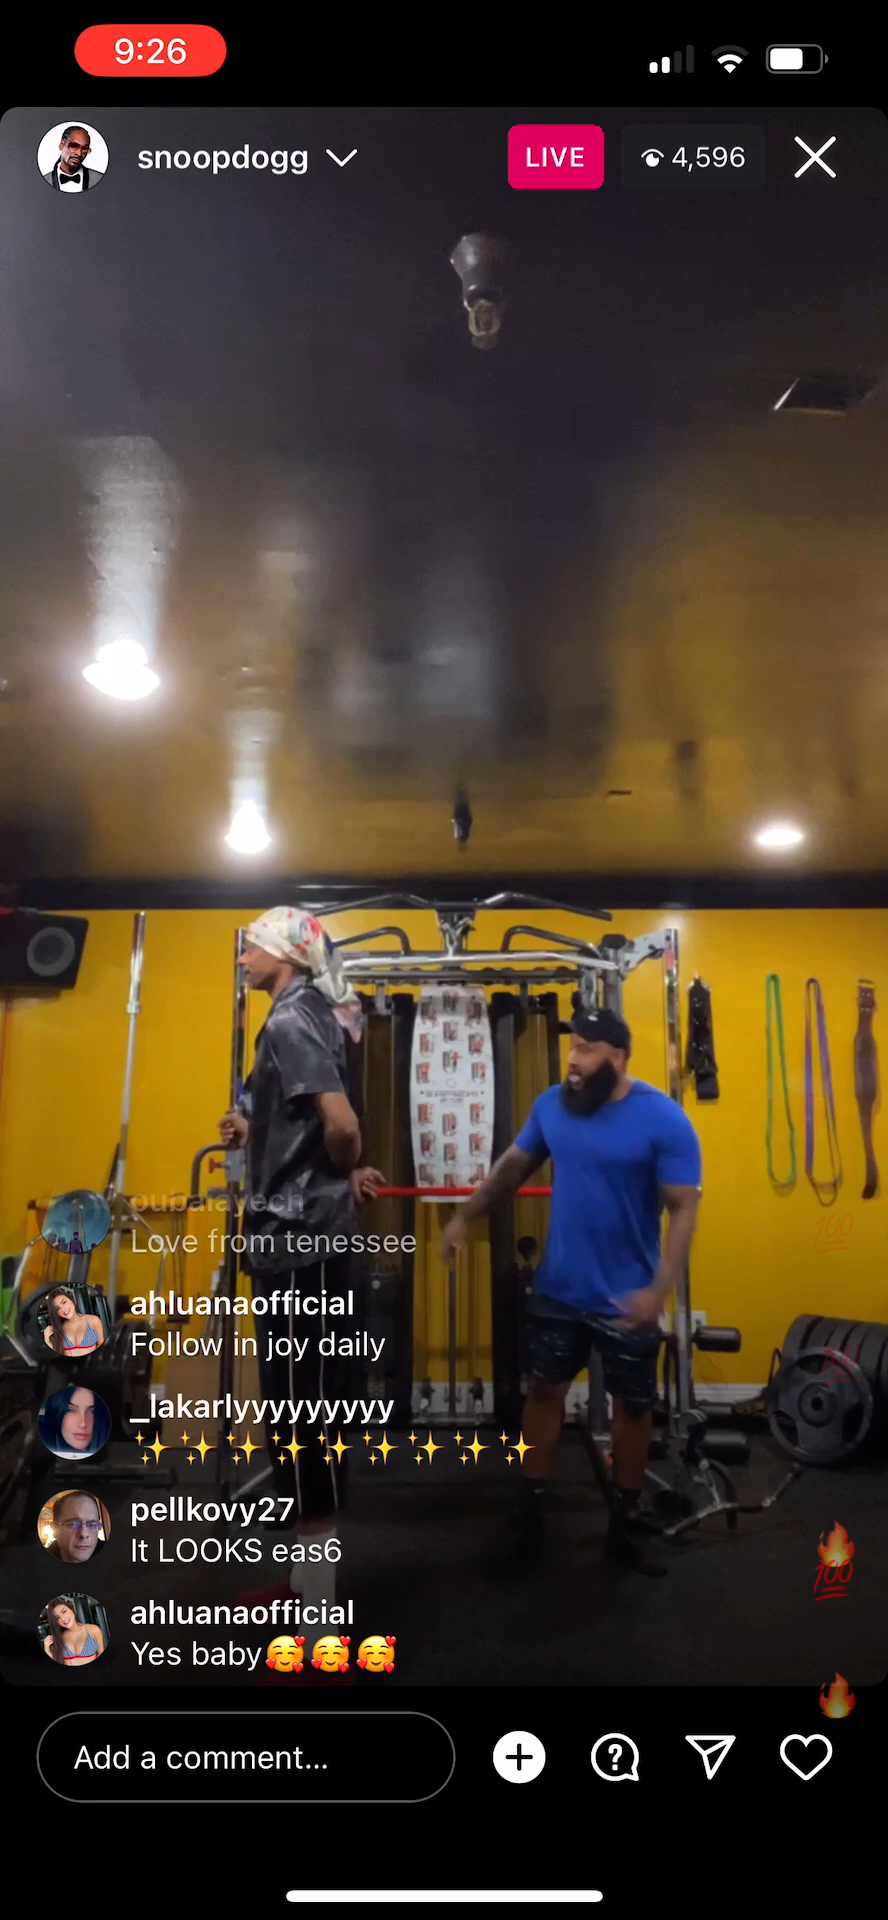 9:26
snoopdogg
LIVE
4,596
oubaiayech
Love from tenessee
ahluanaofficial
Follow in joy daily
_lakarlyyyyyyyyy
✨✨✨✨✨✨✨✨✨
pellkovy27
It LOOKS eas6
ahluanaofficial
Yes baby🥰🥰🥰
Add a comment...